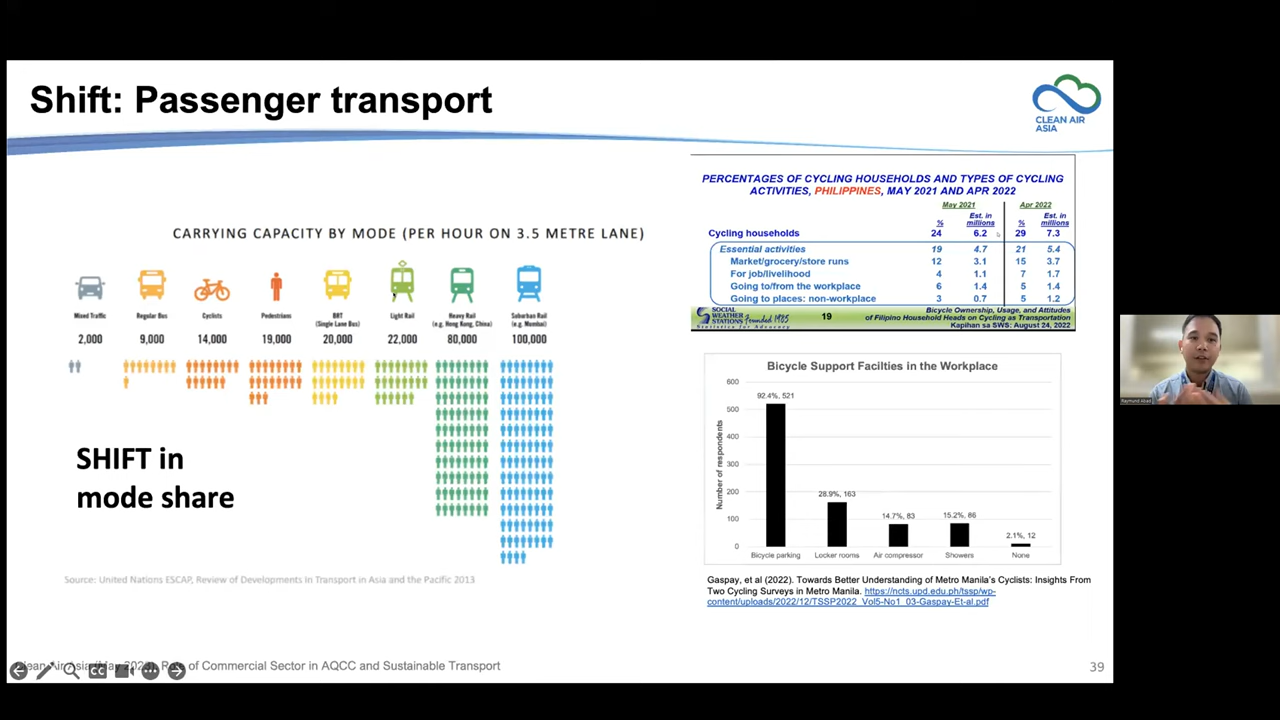 Shift: Passenger transport
CLEAN AIR
ASIA
CARRYING CAPACITY BY MODE (PER HOUR ON 3.5 METRE LANE)
Mixed Traffic
Regular Bus
Cyclists
Pedestrians
BRT
(Single Lane Bus)
Light Rail
Heavy Rail
(e.g. Hong Kong, China)
Suburban Rail
(e.g. Mumbai)
2,000 9,000 14,000 19,000 20,000 22,000 80,000 100,000
SHIFT in
mode share
Source: United Nations ESCAP, Review of Developments In Transport in Asia and the Pacific 2013
PERCENTAGES OF CYCLING HOUSEHOLDS AND TYPES OF CYCLING
ACTIVITIES, PHILIPPINES, MAY 2021 AND APR 2022
May 2021 Apr 2022
% Est. in millions % Est. in millions
Cycling households 24 6.2 29 7.3
Essential activities 19 4.7 21 5.4
Market/grocery/store runs 12 3.1 15 3.7
For job/livelihood 4 1.1 7 1.7
Going to/from the workplace 6 1.4 5 1.4
Going to places: non-workplace 3 0.7 5 1.2
SOCIAL
WEATHER
STATIONS Founded 1985
Statistics for Advocacy
19
Bicycle Ownership, Usage, and Attitudes
of Filipino Household Heads on Cycling as Transportation
Kapihan sa SWS: August 24, 2022
Bicycle Support Facilties in the Workplace
Number of respondents
600
500
400
300
200
100
0
92.4%, 521
28.9%, 163
14.7%, 83
15.2%, 86
2.1%, 12
Bicycle parking Locker rooms Air compressor Showers None
Gaspay, et al (2022). Towards Better Understanding of Metro Manila's Cyclists: Insights From
Two Cycling Surveys in Metro Manila. https://ncts.upd.edu.ph/tssp/wp-
content/uploads/2022/12/TSSP2022_Vol5-No1_03-Gaspay-Et-al.pdf
of Commercial Sector in AQCC and Sustainable Transport
39
CC
Raymund Abad